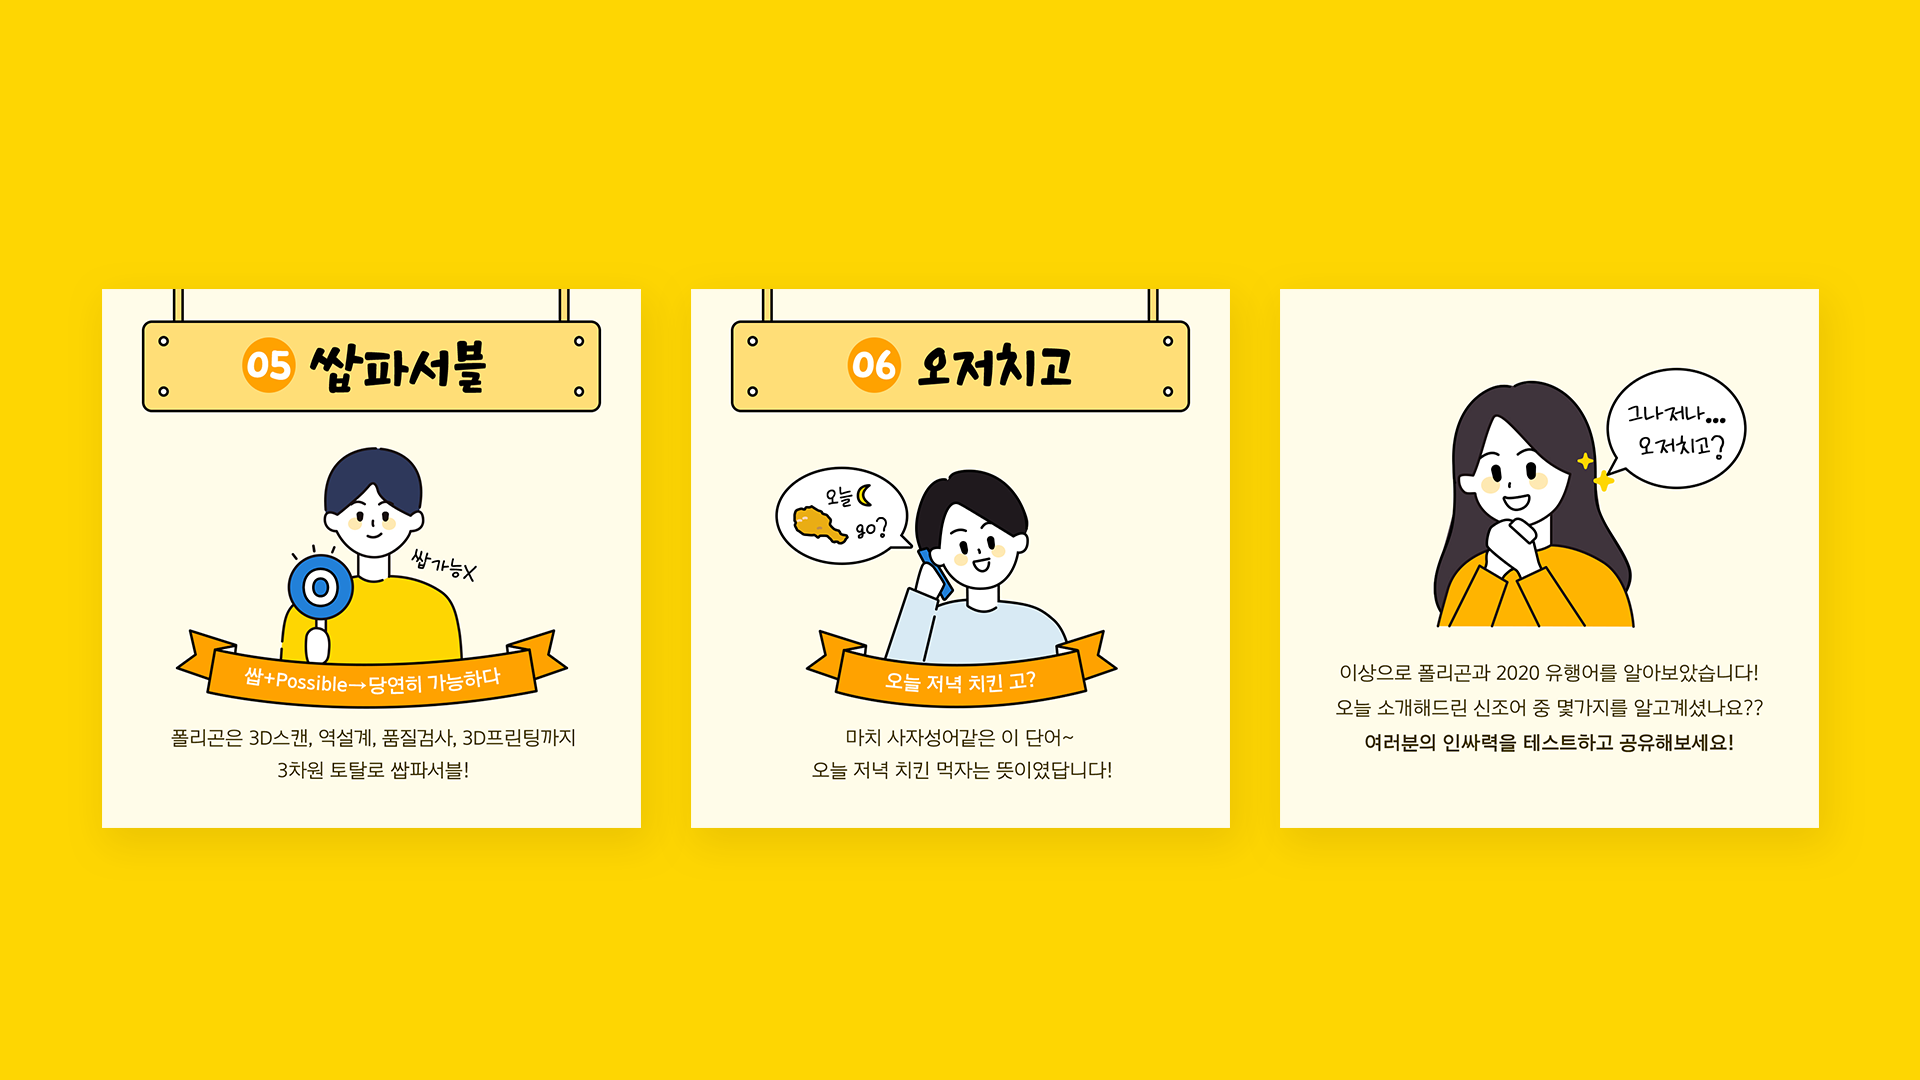 05 쌉파서블
쌉가능X
쌉+Possible→당연히 가능하다
폴리곤은 3D스캔, 역설계, 품질검사, 3D프린팅까지
3차원 토탈로 쌉파서블!
06 오저치고
오늘
go?
오늘 저녁 치킨 고?
마치 사자성어같은 이 단어~
오늘 저녁 치킨 먹자는 뜻이였답니다!
그나저나...
오저치고?
이상으로 폴리곤과 2020 유행어를 알아보았습니다!
오늘 소개해드린 신조어 중 몇가지를 알고계셨나요??
여러분의 인싸력을 테스트하고 공유해보세요!